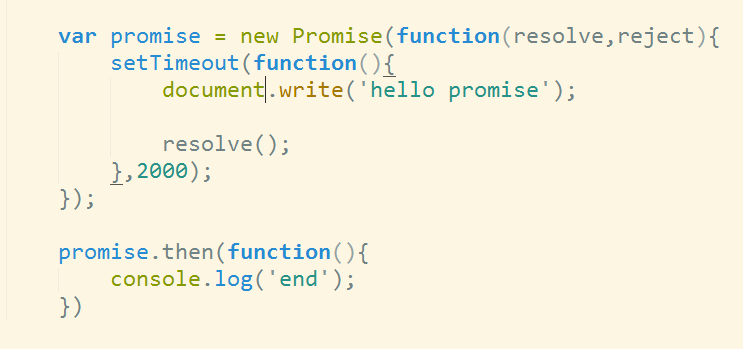 var promise = new Promise(function(resolve,reject){
    setTimeout(function(){
        document.write('hello promise');

        resolve();
    },2000);
});

promise.then(function(){
    console.log('end');
})